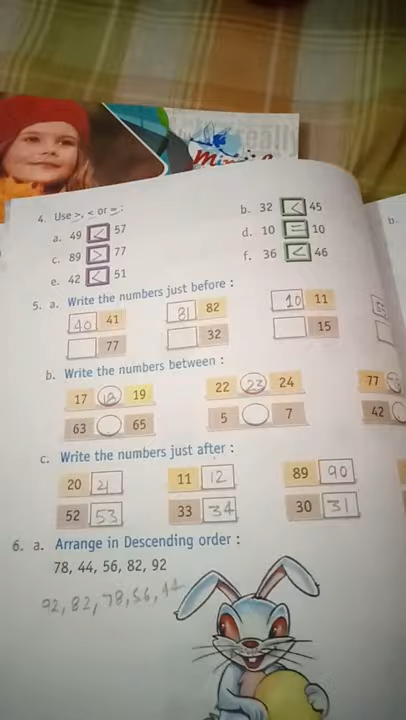 4. Use >, < or = :
a. 49 < 57 b. 32 < 45
c. 89 > 77 d. 10 = 10
e. 42 < 51 f. 36 < 46
5. a. Write the numbers just before :
40 41 81 82 10 11
77 32 15
b. Write the numbers between :
17 18 19 22 23 24 77
63 65 5 7 42
c. Write the numbers just after :
20 21 11 12 89 90
52 53 33 34 30 31
6. a. Arrange in Descending order :
78, 44, 56, 82, 92
92, 82, 78, 56, 44
b.